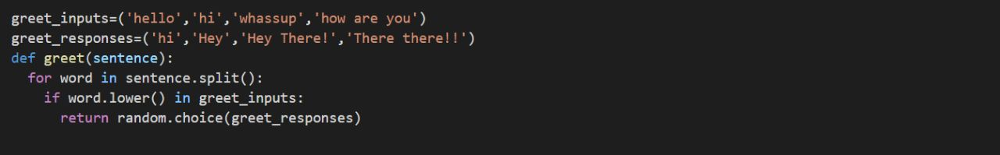 greet_inputs=('hello','hi','whassup','how are you')
greet_responses=('hi','Hey','Hey There!','There there!!')
def greet(sentence):
  for word in sentence.split():
    if word.lower() in greet_inputs:
      return random.choice(greet_responses)